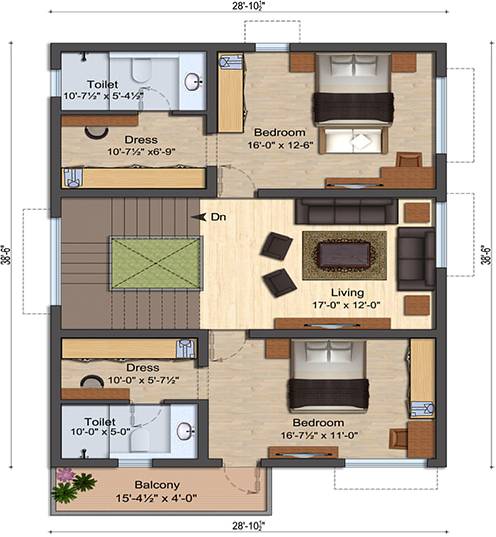 28'-10½"
Toilet
10'-7½" x 5'-4½"
Dress
10'-7½" x6'-9"
Bedroom
16'-0" x 12'-6"
Dn
38'-6"
38'-6"
Living
17'-0" x 12'-0"
Dress
10'-0" x 5'-7½"
Toilet
10'-0" x 5-0"
Bedroom
16'-7½" x 11'-0"
Balcony
15'-4½" x 4'-0"
28'-10½"